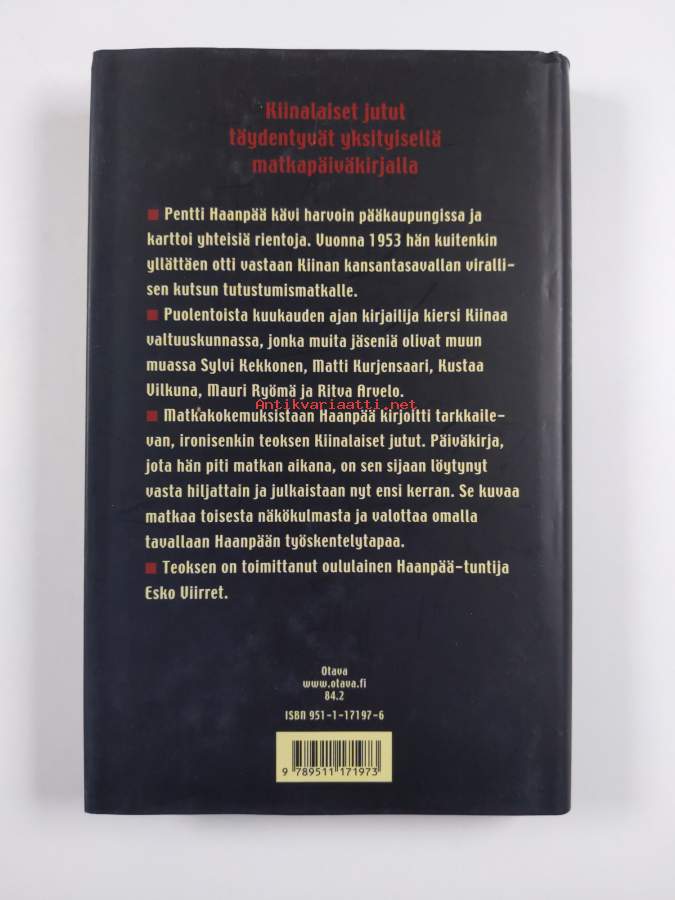 Kiinalaiset jutut
täydentyvät yksityisellä
matkapäiväkirjalla
■ Pentti Haanpää kävi harvoin pääkaupungissa ja
karttoi yhteisiä rientoja. Vuonna 1953 hän kuitenkin
yllättäen otti vastaan Kiinan kansantasavallan viralli-
sen kutsun tutustumismatkalle.
■ Puolentoista kuukauden ajan kirjailija kiersi Kiinaa
valtuuskunnassa, jonka muita jäseniä olivat muun
muassa Sylvi Kekkonen, Matti Kurjensaari, Kustaa
Vilkuna, Mauri Ryömä ja Ritva Arvelo.
Antikvariaatti.net
■ Matkakokemuksistaan Haanpää kirjoitti tarkkaile-
van, ironisenkin teoksen Kiinalaiset jutut. Päiväkirja,
jota hän piti matkan aikana, on sen sijaan löytynyt
vasta hiljattain ja julkaistaan nyt ensi kerran. Se kuvaa
matkaa toisesta näkökulmasta ja valottaa omalla
tavallaan Haanpään työskentelytapaa.
■ Teoksen on toimittanut oululainen Haanpää-tuntija
Esko Viirret.
Otava
www.otava.fi
84.2
ISBN 951-1-17197-6
9 789511 171973